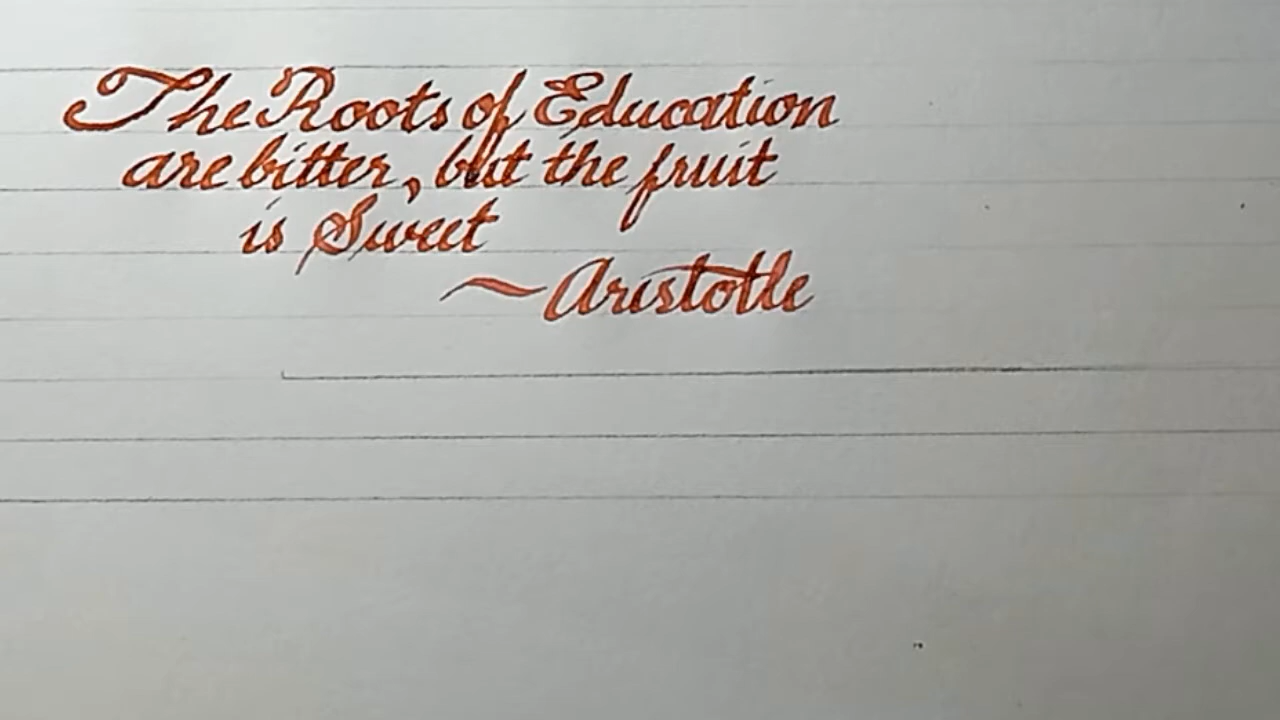 The Roots of Education
are bitter, but the fruit
is Sweet
~Aristotle